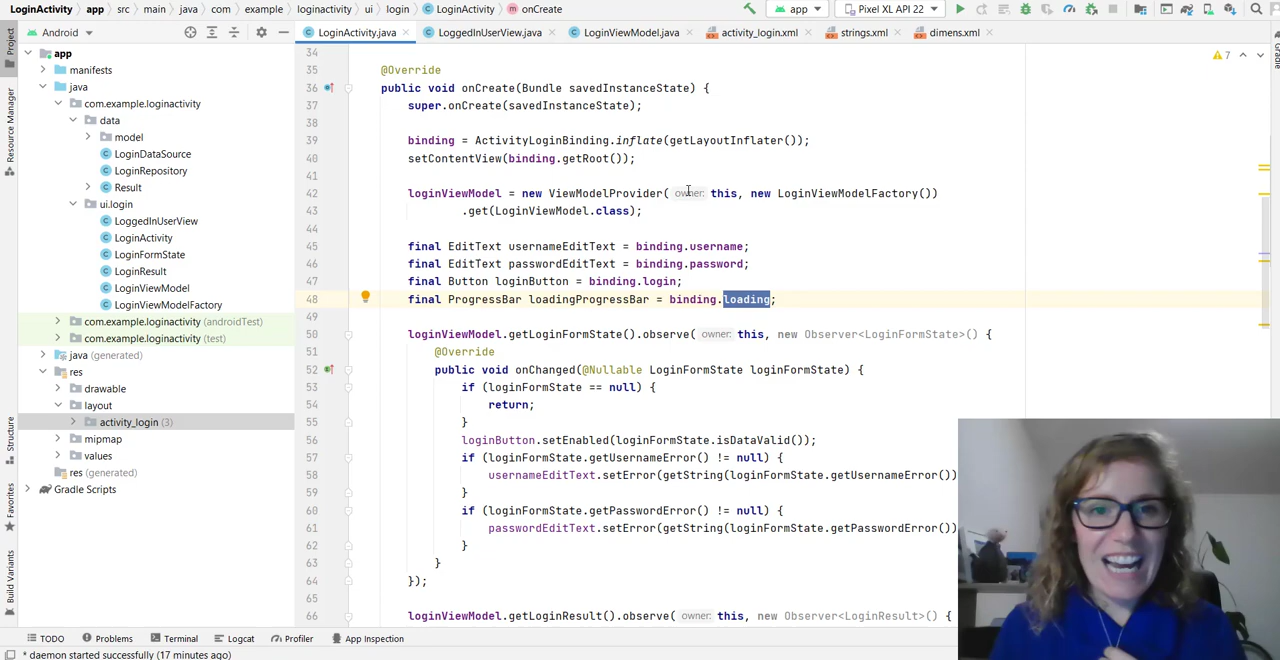 LoginActivity app src main java com example loginactivity ui login LoginActivity onCreate app Pixel XL API 22
Android
LoginActivity.java LoggedInUserView.java LoginViewModel.java activity_login.xml strings.xml dimens.xml
Project
Resource Manager
Structure
Favorites
Build Variants
app
manifests
java
com.example.loginactivity
data
model
LoginDataSource
LoginRepository
Result
ui.login
LoggedInUserView
LoginActivity
LoginFormState
LoginResult
LoginViewModel
LoginViewModelFactory
com.example.loginactivity (androidTest)
com.example.loginactivity (test)
java (generated)
res
drawable
layout
activity_login (3)
mipmap
values
res (generated)
Gradle Scripts
7
34
35 @Override
36 public void onCreate(Bundle savedInstanceState) {
37 super.onCreate(savedInstanceState);
38
39 binding = ActivityLoginBinding.inflate(getLayoutInflater());
40 setContentView(binding.getRoot());
41
42 loginViewModel = new ViewModelProvider( owner: this, new LoginViewModelFactory())
43 .get(LoginViewModel.class);
44
45 final EditText usernameEditText = binding.username;
46 final EditText passwordEditText = binding.password;
47 final Button loginButton = binding.login;
48 final ProgressBar loadingProgressBar = binding.loading;
49
50 loginViewModel.getLoginFormState().observe( owner: this, new Observer<LoginFormState>() {
51 @Override
52 public void onChanged(@Nullable LoginFormState loginFormState) {
53 if (loginFormState == null) {
54 return;
55 }
56 loginButton.setEnabled(loginFormState.isDataValid());
57 if (loginFormState.getUsernameError() != null) {
58 usernameEditText.setError(getString(loginFormState.getUsernameError())
59 }
60 if (loginFormState.getPasswordError() != null) {
61 passwordEditText.setError(getString(loginFormState.getPasswordError())
62 }
63 }
64 });
65
66 loginViewModel.getLoginResult().observe( owner: this, new Observer<LoginResult>() {
TODO Problems Terminal Logcat Profiler App Inspection
* daemon started successfully (17 minutes ago)